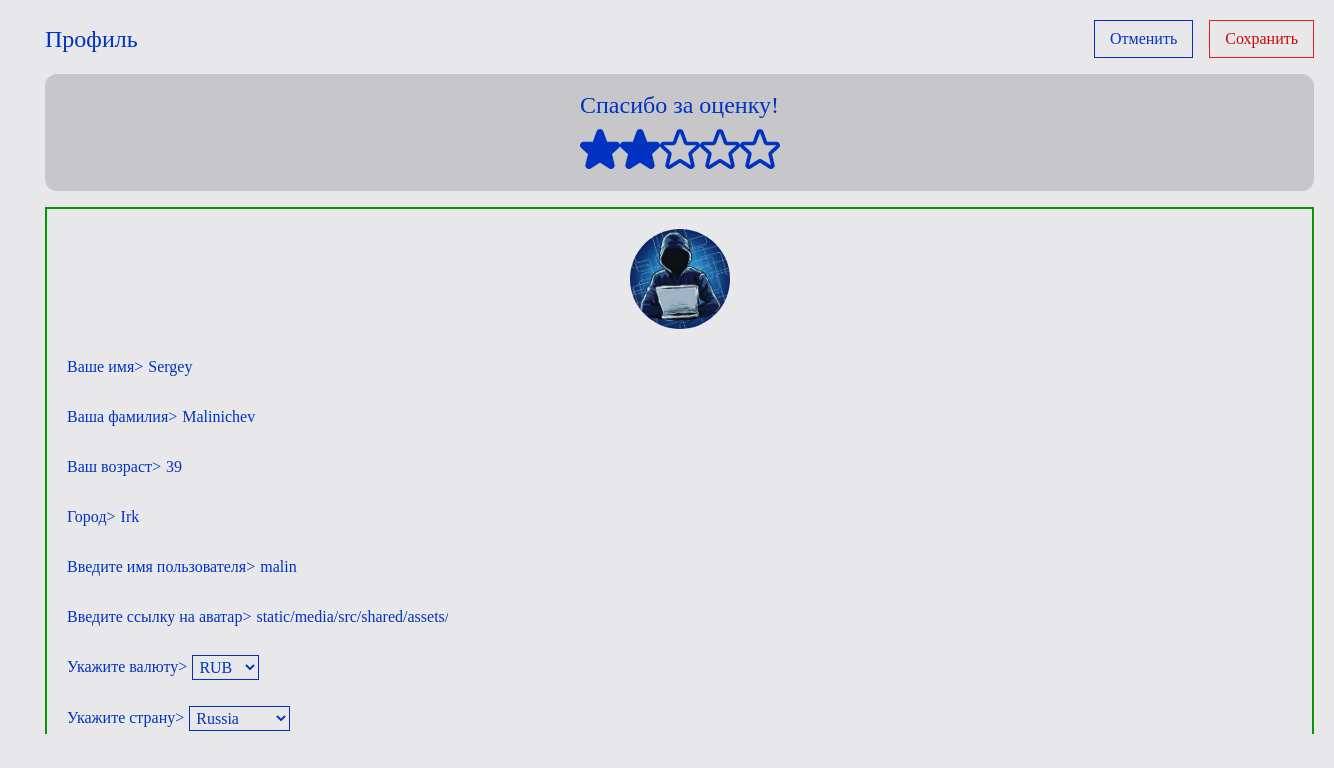 Профиль
Отменить
Сохранить
Спасибо за оценку!
Ваше имя> Sergey
Ваша фамилия> Malinichev
Ваш возраст> 39
Город> Irk
Введите имя пользователя> malin
Введите ссылку на аватар> static/media/src/shared/assets/
Укажите валюту> RUB
Укажите страну> Russia